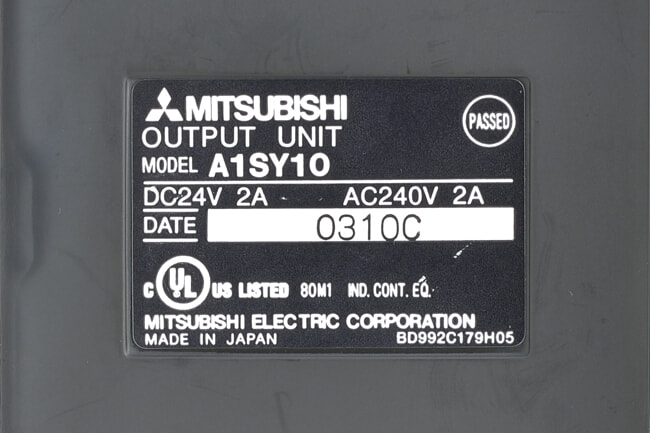 MITSUBISHI
PASSED
OUTPUT UNIT
MODEL A1SY10
DC24V 2A AC240V 2A
DATE 0310C
C UL US LISTED 80M1 IND. CONT. EQ.
MITSUBISHI ELECTRIC CORPORATION
MADE IN JAPAN BD992C179H05